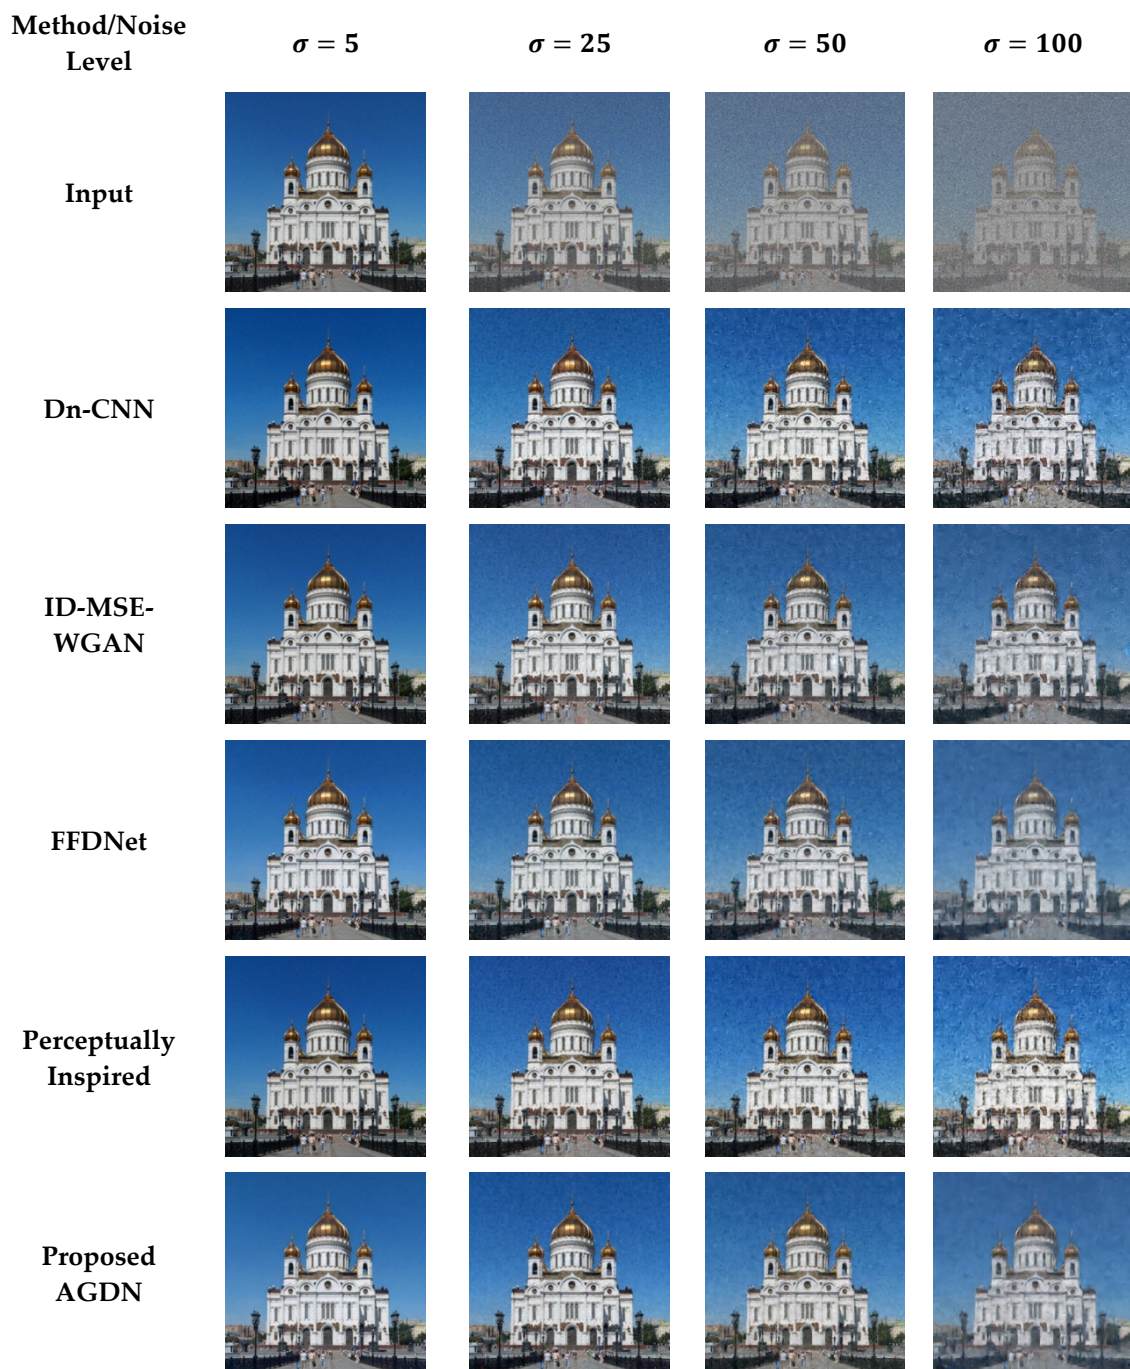 Method/Noise
Level
σ = 5
σ = 25
σ = 50
σ = 100
Input
Dn-CNN
ID-MSE-
WGAN
FFDNet
Perceptually
Inspired
Proposed
AGDN